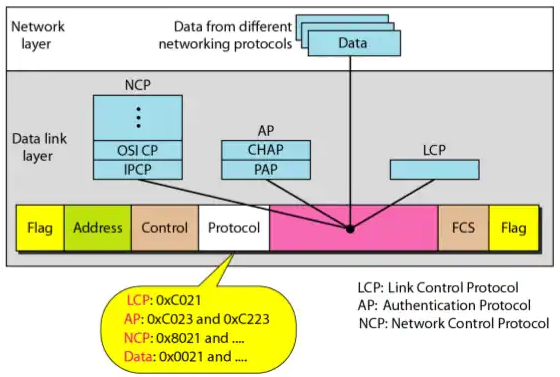 Network
layer
Data from different
networking protocols
Data
NCP
Data link
layer
OSI CP
IPCP
AP
CHAP
PAP
LCP
Flag
Address
Control
Protocol
FCS
Flag
LCP: 0xC021
AP: 0xC023 and 0xC223
NCP: 0x8021 and ....
Data: 0x0021 and ....
LCP: Link Control Protocol
AP: Authentication Protocol
NCP: Network Control Protocol